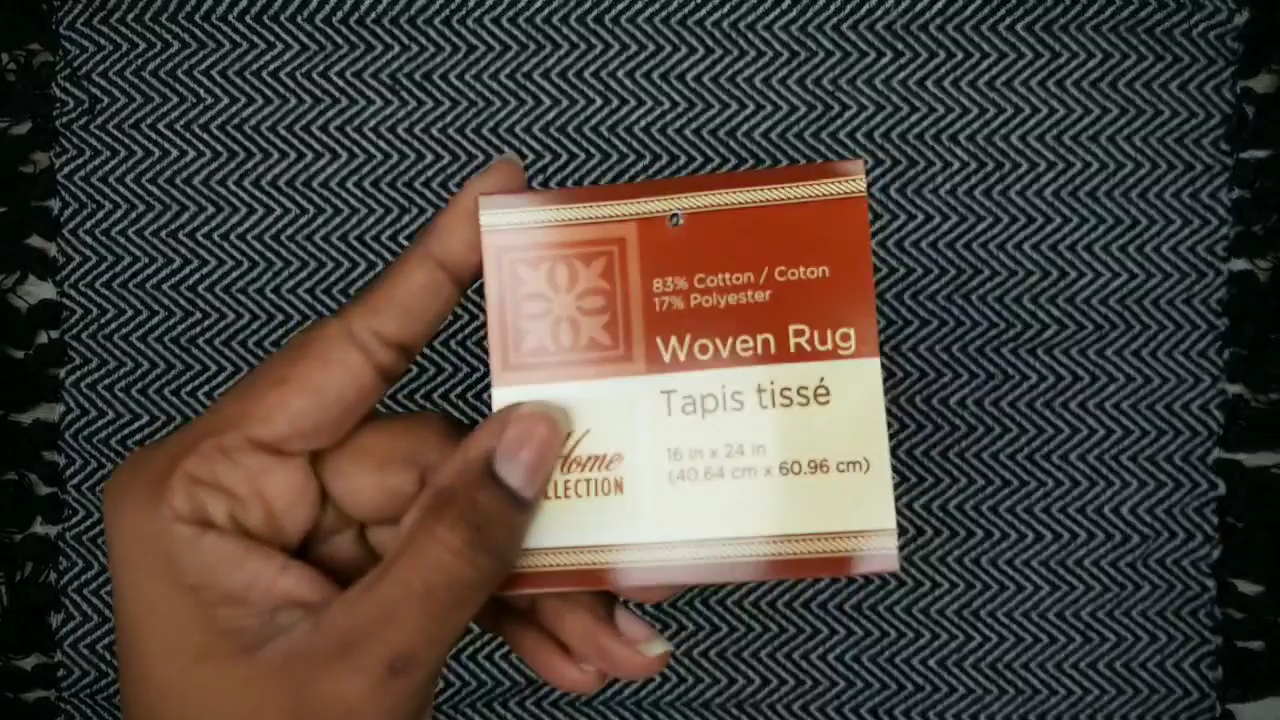 83% Cotton / Coton
17% Polyester
Woven Rug
Tapis tissé
16 in x 24 in
(40.64 cm x 60.96 cm)
Home
LLECTION